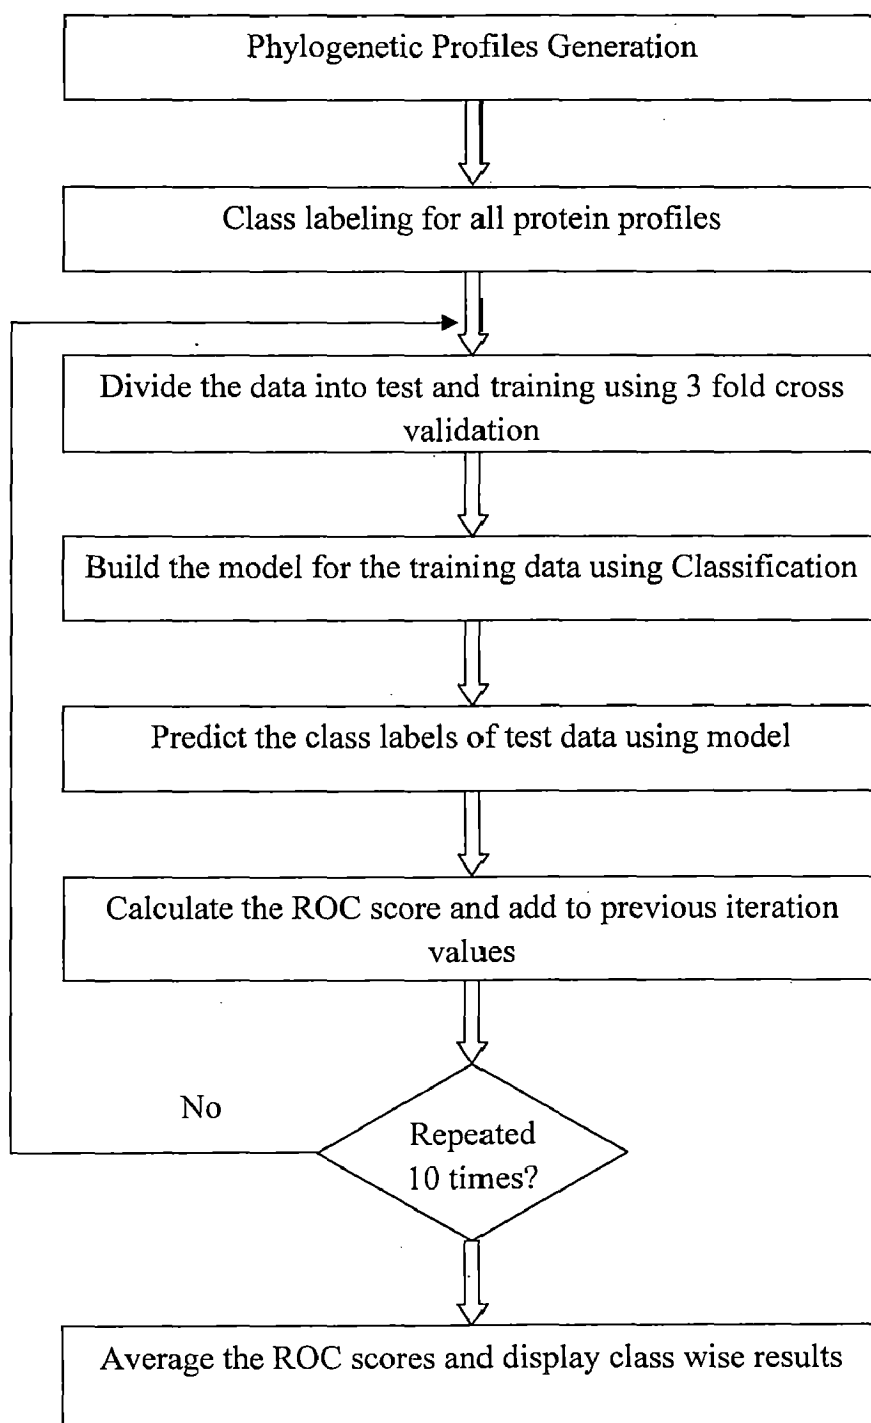 Phylogenetic Profiles Generation
Class labeling for all protein profiles
Divide the data into test and training using 3 fold cross
validation
Build the model for the training data using Classification
Predict the class labels of test data using model
Calculate the ROC score and add to previous iteration
values
No
Repeated
10 times?
Average the ROC scores and display class wise results